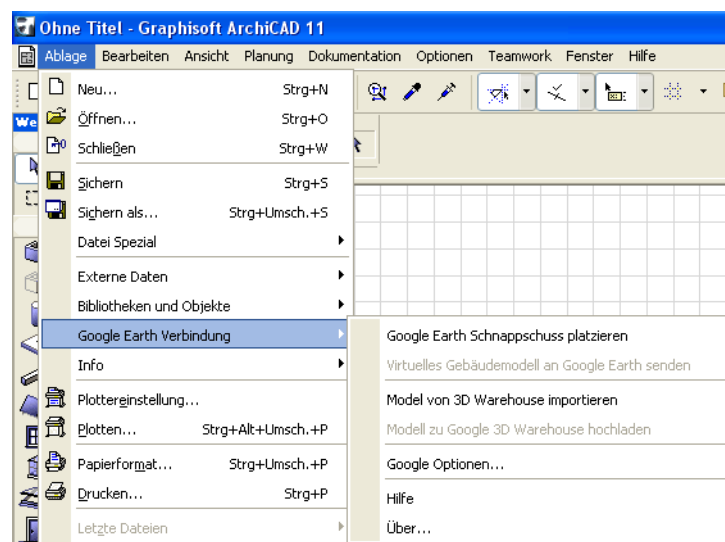 Ohne Titel - Graphisoft ArchiCAD 11
Ablage Bearbeiten Ansicht Planung Dokumentation Optionen Teamwork Fenster Hilfe
We
Neu... Strg+N
Öffnen... Strg+O
Schließen Strg+W
Sichern Strg+S
Sichern als... Strg+Umsch.+S
Datei Spezial
Externe Daten
Bibliotheken und Objekte
Google Earth Verbindung
Info
Plottereinstellung...
Plotten... Strg+Alt+Umsch.+P
Papierformat... Strg+Umsch.+P
Drucken... Strg+P
Letzte Dateien
Google Earth Schnappschuss platzieren
Virtuelles Gebäudemodell an Google Earth senden
Model von 3D Warehouse importieren
Modell zu Google 3D Warehouse hochladen
Google Optionen...
Hilfe
Über...